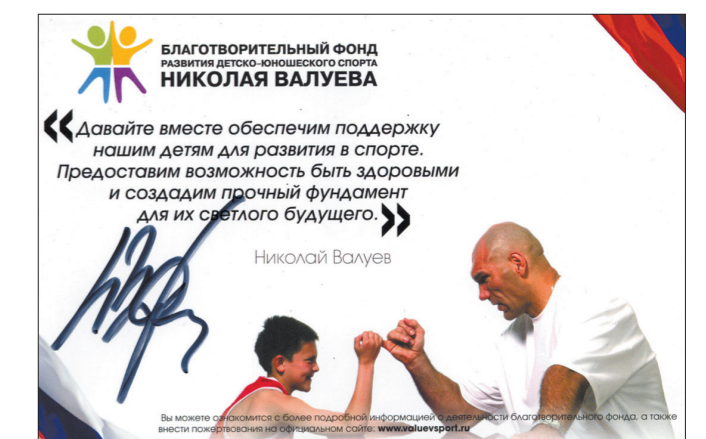 БЛАГОТВОРИТЕЛЬНЫЙ ФОНД
РАЗВИТИЯ ДЕТСКО-ЮНОШЕСКОГО СПОРТА
НИКОЛАЯ ВАЛУЕВА
«Давайте вместе обеспечим поддержку
нашим детям для развития в спорте.
Предоставим возможность быть здоровыми
и создадим прочный фундамент
для их светлого будущего.»
Николай Валуев
Вы можете ознакомится с более подробной информацией о деятельности благотворительного фонда, а также
внести пожертвования на официальном сайте: www.valuevsport.ru